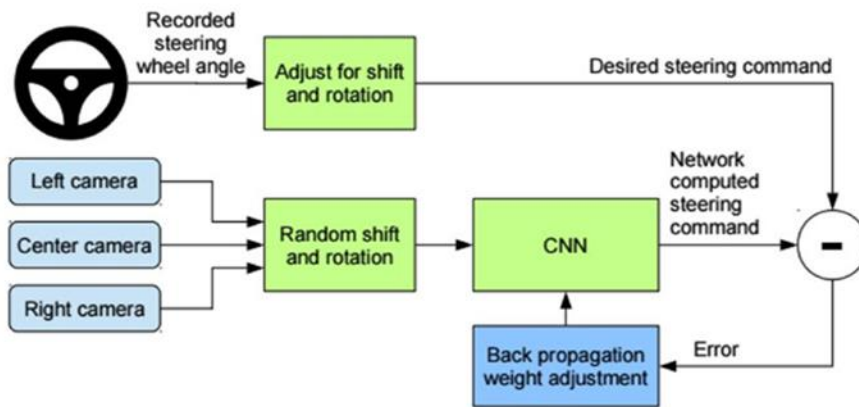 Recorded
steering
wheel angle
Adjust for shift
and rotation
Desired steering command
Left camera
Center camera
Right camera
Random shift
and rotation
CNN
Network
computed
steering
command
-
Back propagation
weight adjustment
Error